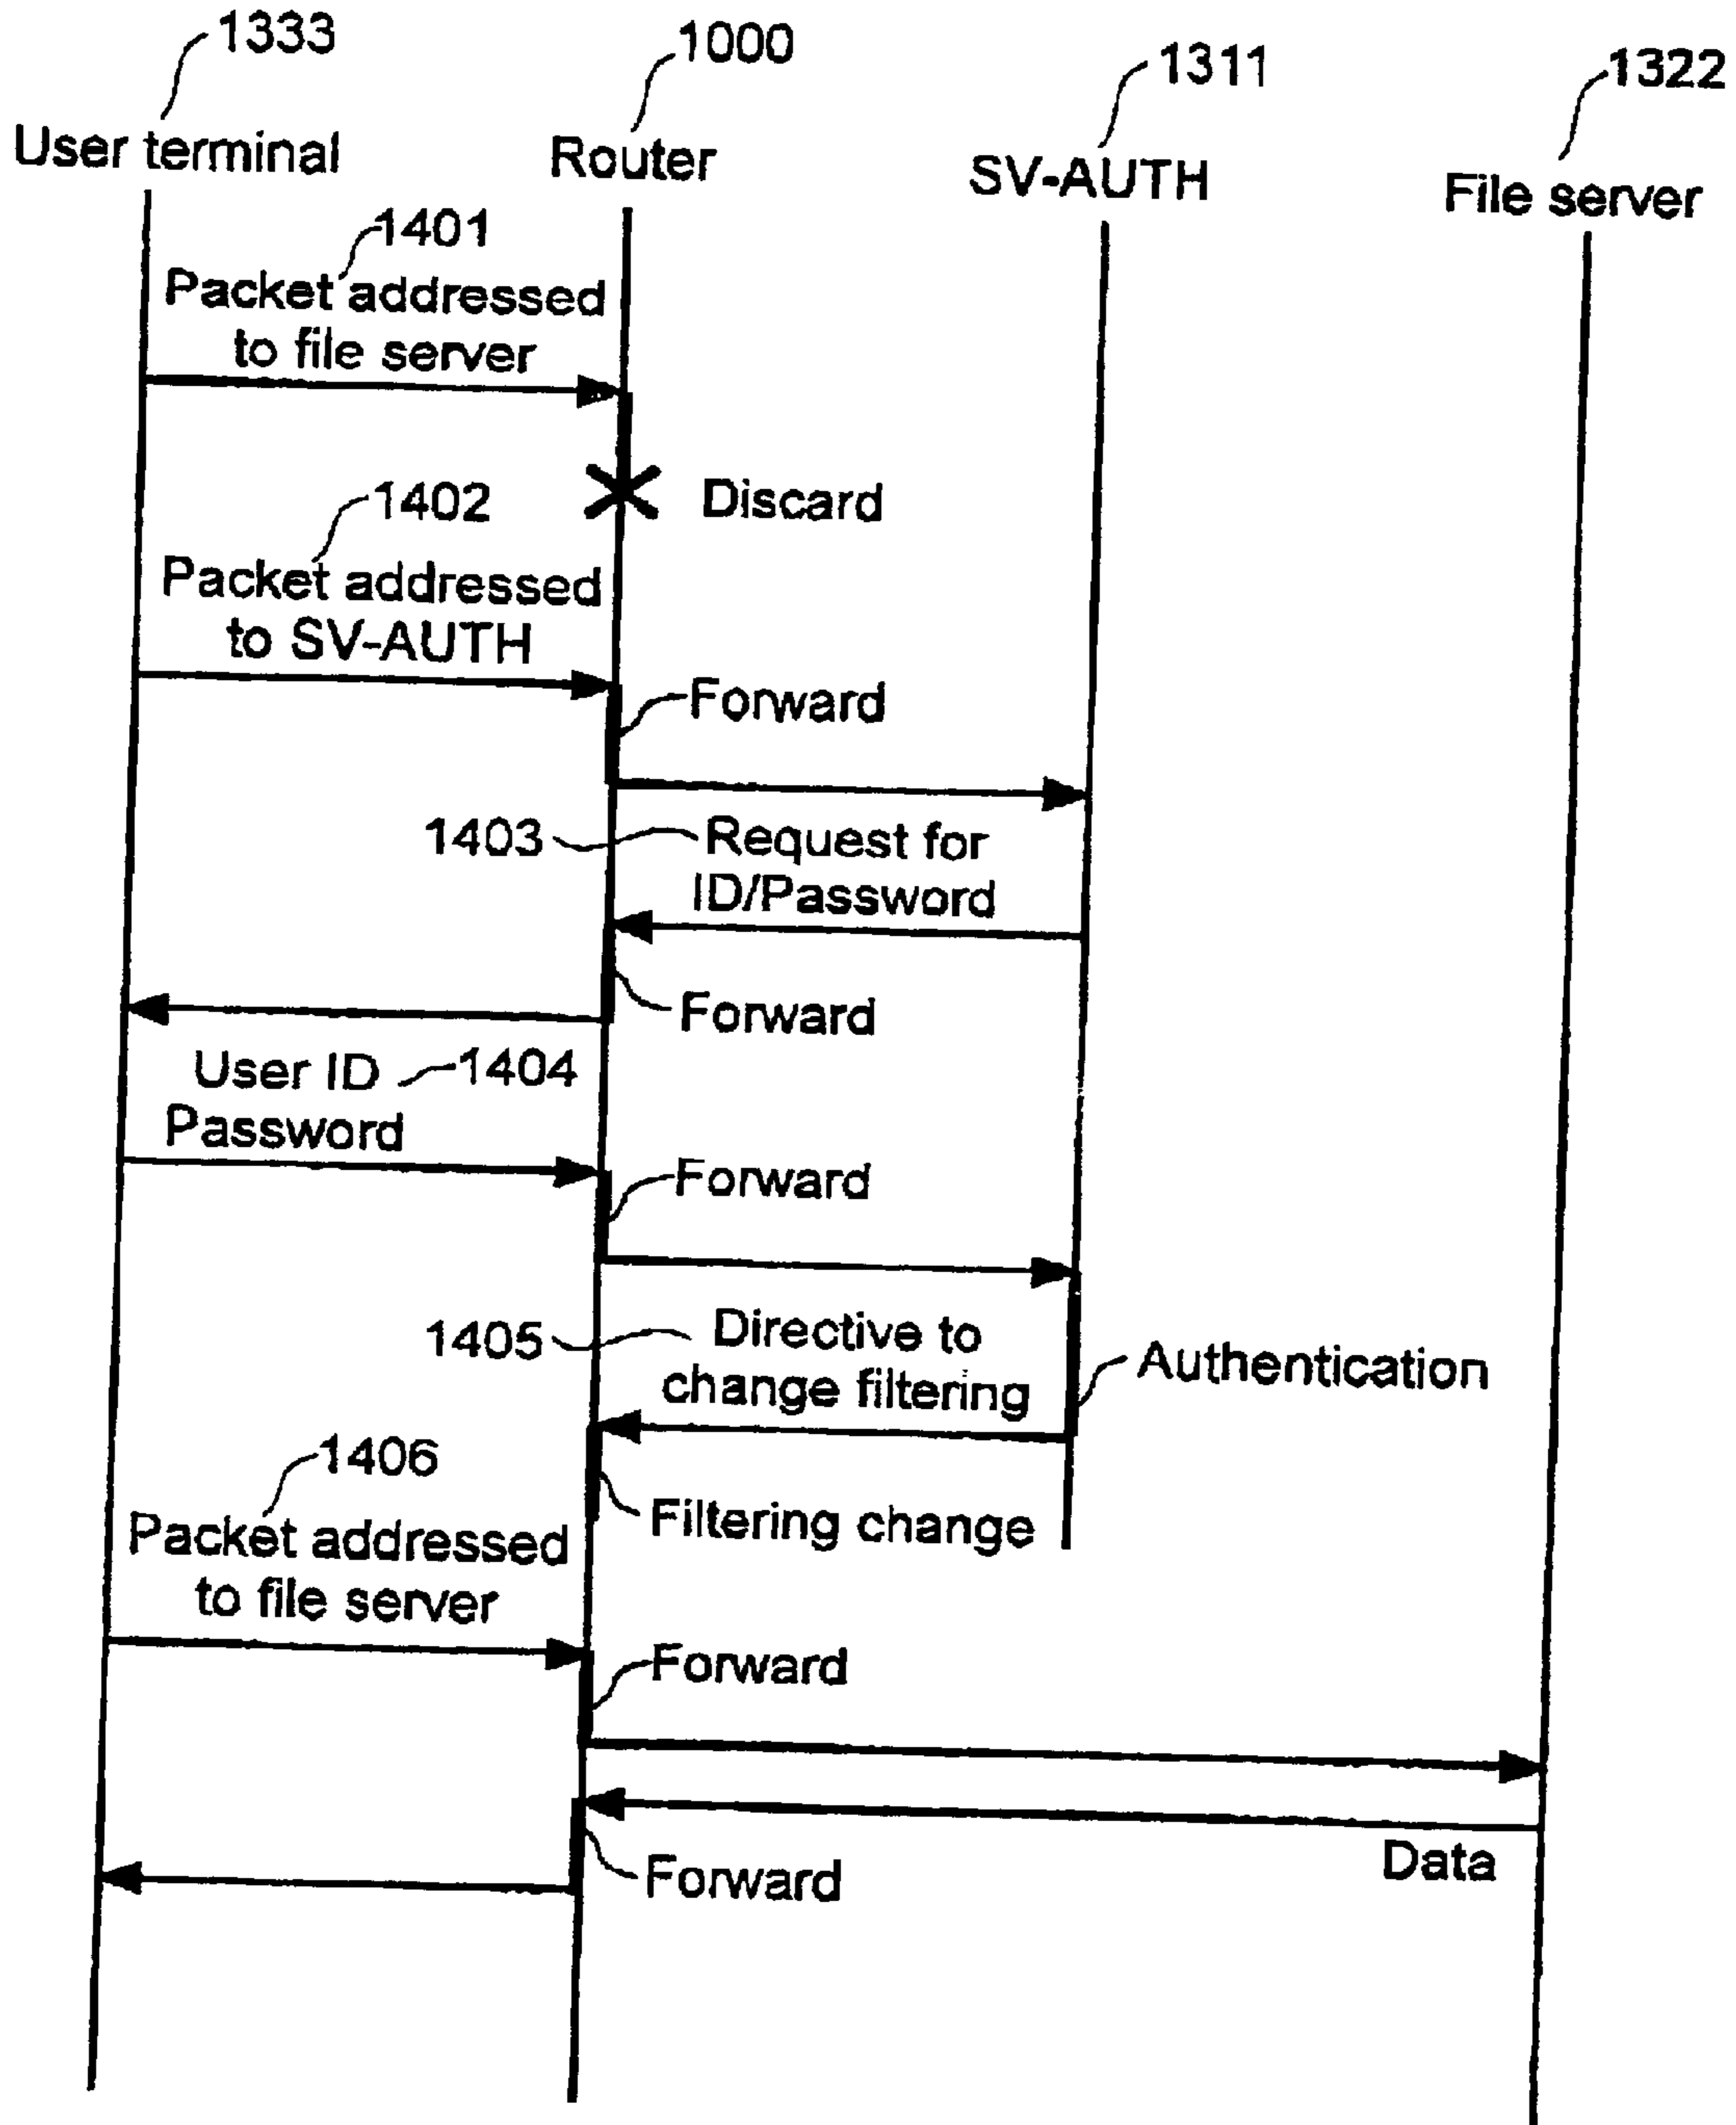 1333
1000
1311
1322
User terminal
Router
SV-AUTH
File server
1401
Packet addressed
to file server
Discard
1402
Packet addressed
to SV-AUTH
Forward
1403
Request for
ID/Password
Forward
User ID
1404
Password
Forward
1405
Directive to
change filtering
Authentication
1406
Filtering change
Packet addressed
to file server
Forward
Data
Forward